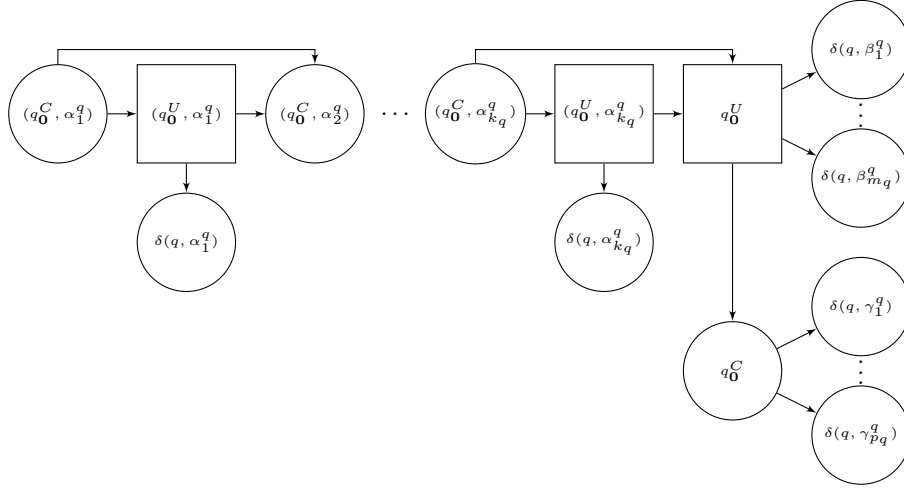 (q_𝟎^C, α_1^q)
(q_𝟎^U, α_1^q)
(q_𝟎^C, α_2^q)
· · ·
(q_𝟎^C, α_{k_q}^q)
(q_𝟎^U, α_{k_q}^q)
q_𝟎^U
δ(q, β_1^q)
⋮
δ(q, β_{m_q}^q)
δ(q, α_1^q)
δ(q, α_{k_q}^q)
q_𝟎^C
δ(q, γ_1^q)
⋮
δ(q, γ_{p_q}^q)